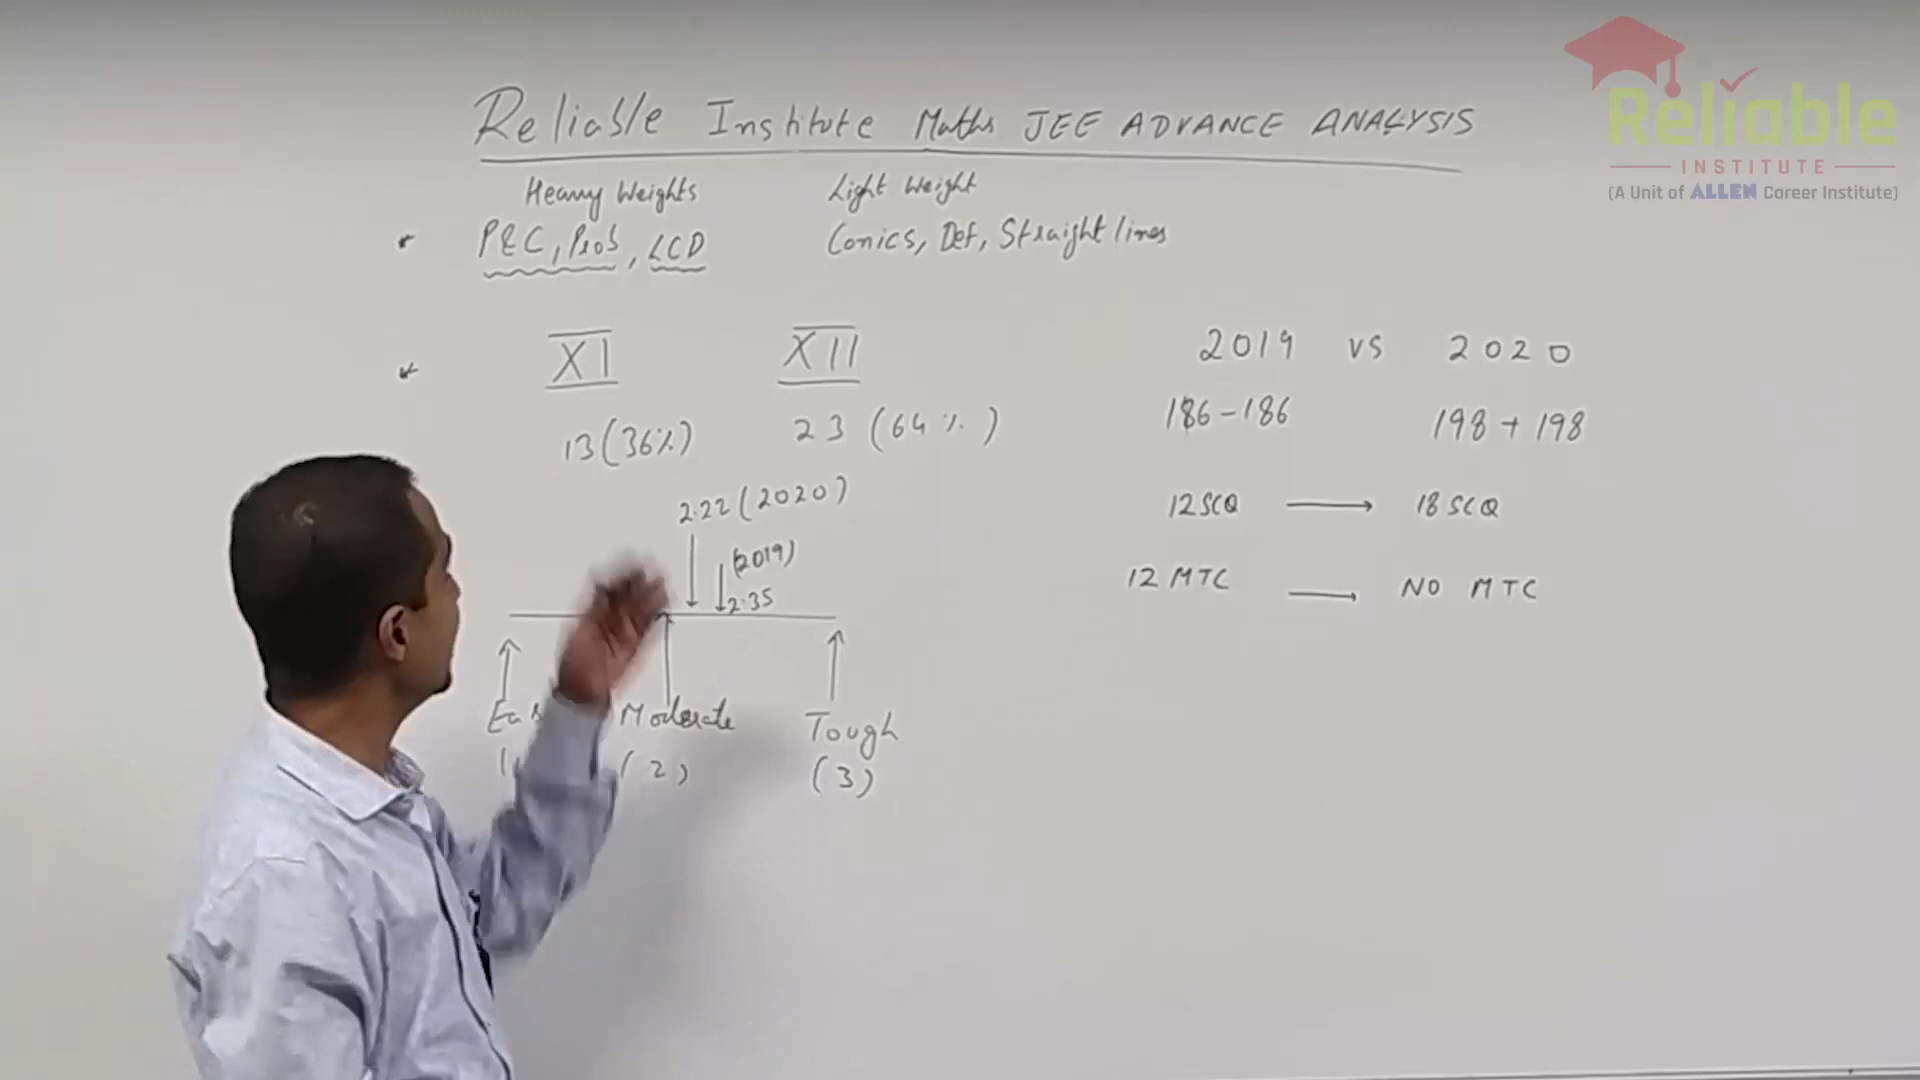 Reliable Institute Maths JEE ADVANCE ANALYSIS
Heavy Weights Light Weight
P&C, Prob, LCD Conics, Def, Straight lines
XI XII
13 (36%) 23 (64%)
2.22 (2020)
(2019)
2.35
Moderate Tough
(2) (3)
2019 vs 2020
186-186 198+198
12 SCQ → 18 SCQ
12 MTC → NO MTC
Reliable
INSTITUTE
(A Unit of ALLEN Career Institute)